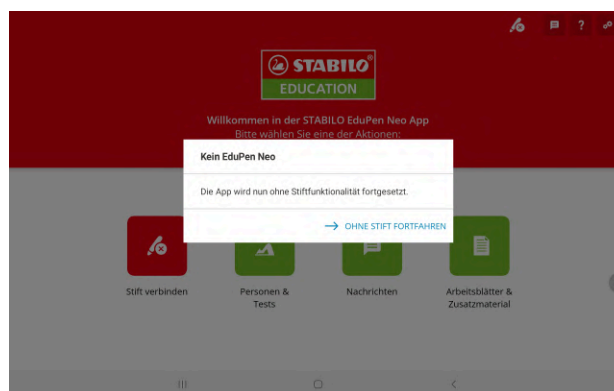 ?
STABILO®
EDUCATION
Willkommen in der STABILO EduPen Neo App
Bitte wählen Sie eine der Aktionen:
Kein EduPen Neo
Die App wird nun ohne Stiftfunktionalität fortgesetzt.
OHNE STIFT FORTFAHREN
Stift verbinden
Personen &
Tests
Nachrichten
Arbeitsblätter &
Zusatzmaterial